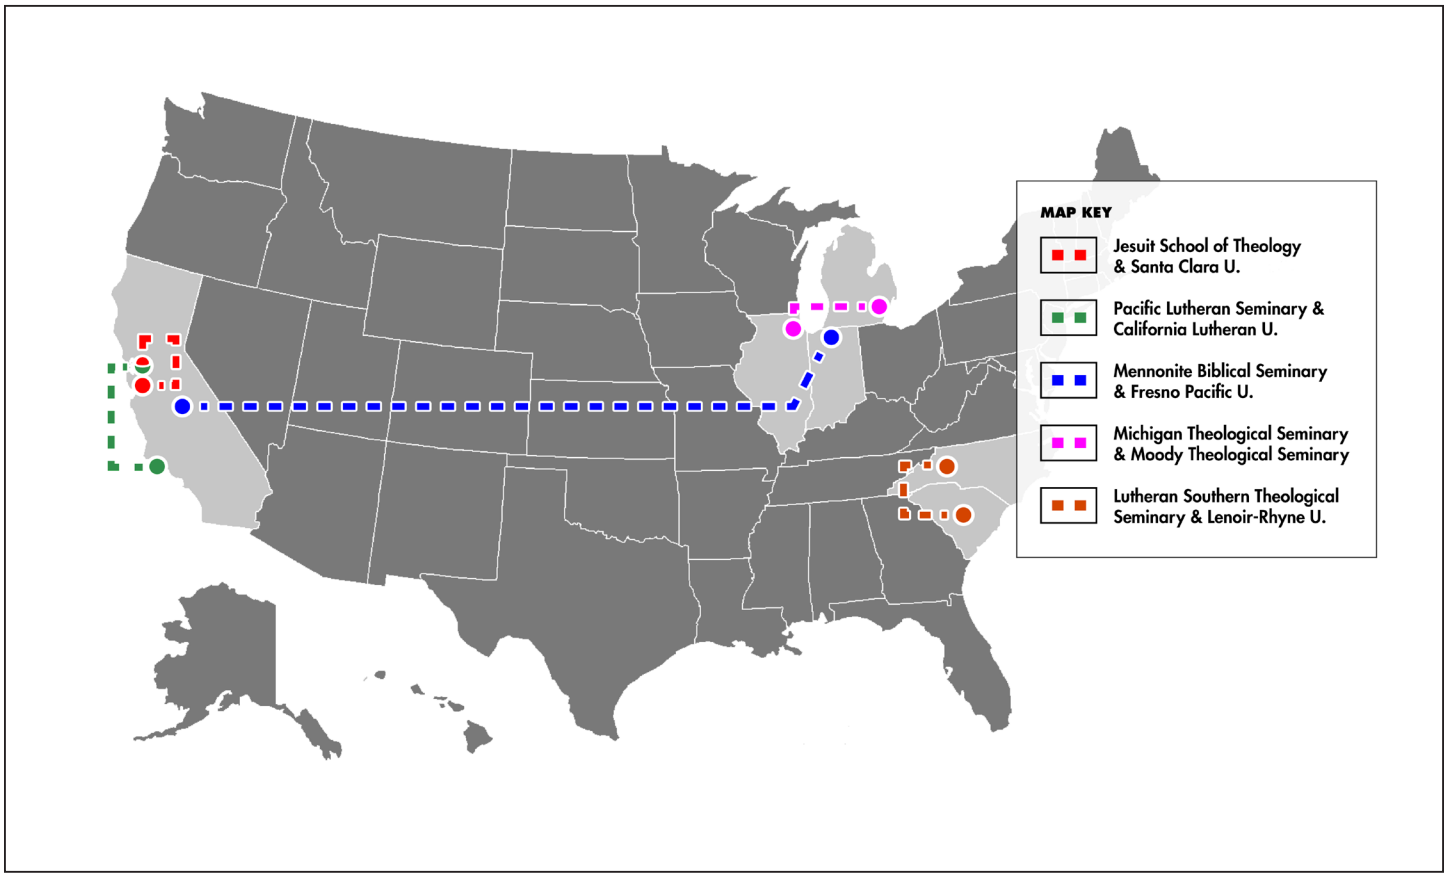 MAP KEY
Jesuit School of Theology
& Santa Clara U.
Pacific Lutheran Seminary &
California Lutheran U.
Mennonite Biblical Seminary
& Fresno Pacific U.
Michigan Theological Seminary
& Moody Theological Seminary
Lutheran Southern Theological
Seminary & Lenoir-Rhyne U.